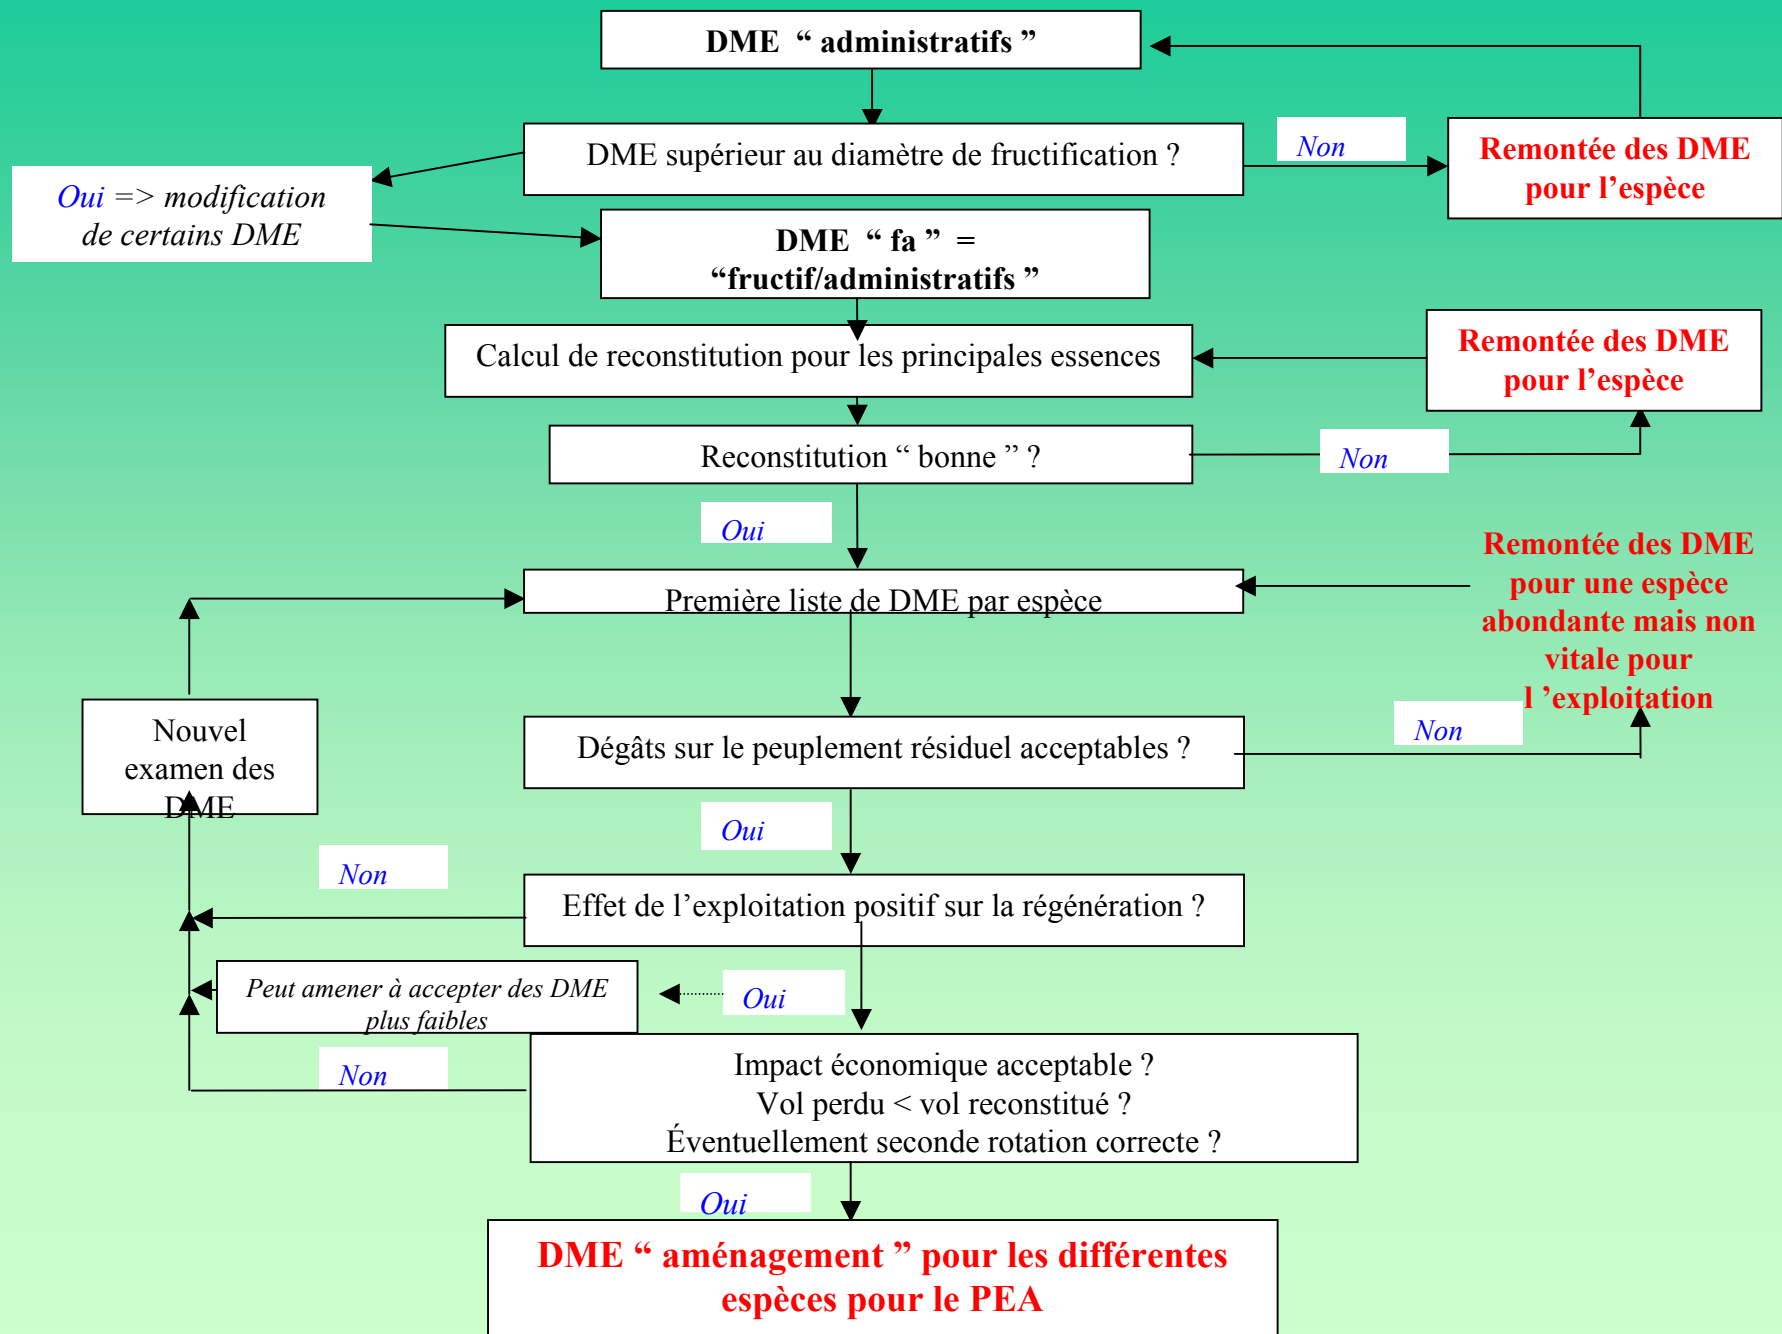 DME “ administratifs ”
DME supérieur au diamètre de fructification ?
Non
Remontée des DME
pour l’espèce
Oui => modification
de certains DME
DME “ fa ” =
“fructif/administratifs ”
Calcul de reconstitution pour les principales essences
Remontée des DME
pour l’espèce
Reconstitution “ bonne ” ?
Non
Oui
Remontée des DME
pour une espèce
abondante mais non
vitale pour
l ’exploitation
Première liste de DME par espèce
Nouvel
examen des
DME
Dégâts sur le peuplement résiduel acceptables ?
Non
Oui
Non
Effet de l’exploitation positif sur la régénération ?
Peut amener à accepter des DME
plus faibles
Oui
Non
Impact économique acceptable ?
Vol perdu < vol reconstitué ?
Éventuellement seconde rotation correcte ?
Oui
DME “ aménagement ” pour les différentes
espèces pour le PEA